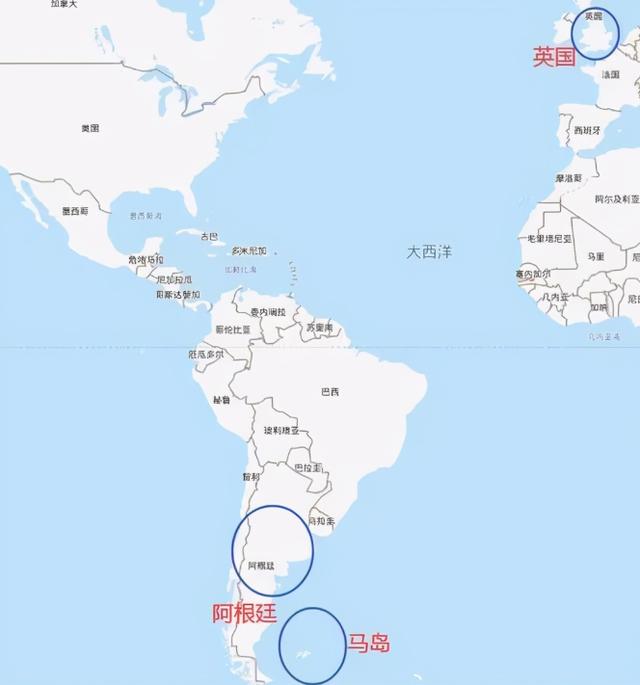 加拿大
英国
英国
法国
美国
西班牙
摩洛哥
阿尔及利亚
墨西哥
墨西哥湾
古巴
多米尼加
大西洋
毛里塔尼亚
危地马拉
加勒比海
马里
塞内加尔
尼加拉瓜
哥斯达黎加
几内亚
加纳
委内瑞拉
哥伦比亚
苏里南
几内亚湾
厄瓜多尔
秘鲁
巴西
玻利维亚
巴拉圭
智利
乌拉圭
阿根廷
阿根廷
马岛